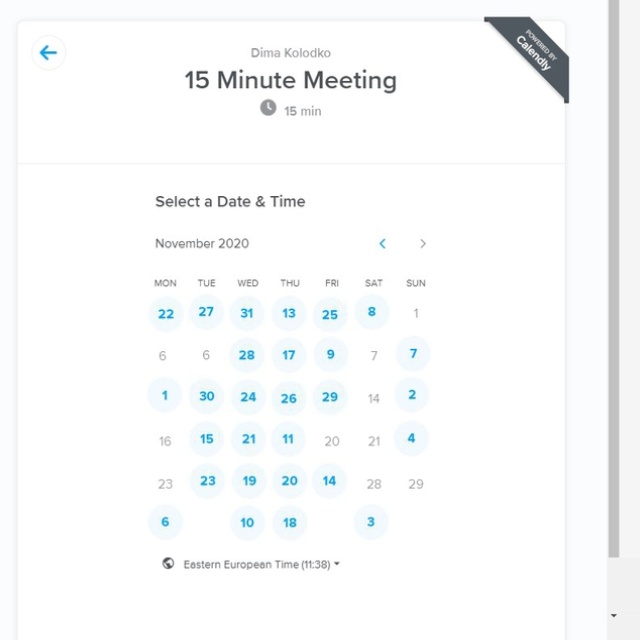 POWERED BY
Calendly
Dima Kolodko
15 Minute Meeting
15 min
Select a Date & Time
November 2020
MON TUE WED THU FRI SAT SUN
22 27 31 13 25 8 1
6 6 28 17 9 7 7
1 30 24 26 29 14 2
16 15 21 11 20 21 4
23 23 19 20 14 28 29
6 10 18 3
Eastern European Time (11:38)